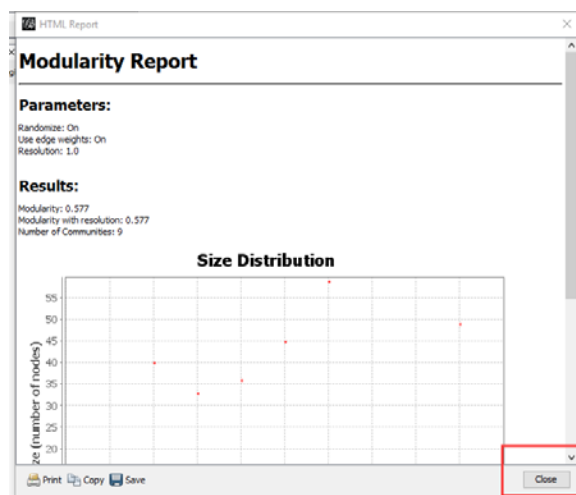 HTML Report
Modularity Report
Parameters:
Randomize: On
Use edge weights: On
Resolution: 1.0
Results:
Modularity: 0.577
Modularity with resolution: 0.577
Number of Communities: 9
Size Distribution
55
50
45
40
35
30
25
20
ze (number of nodes)
Print Copy Save
Close